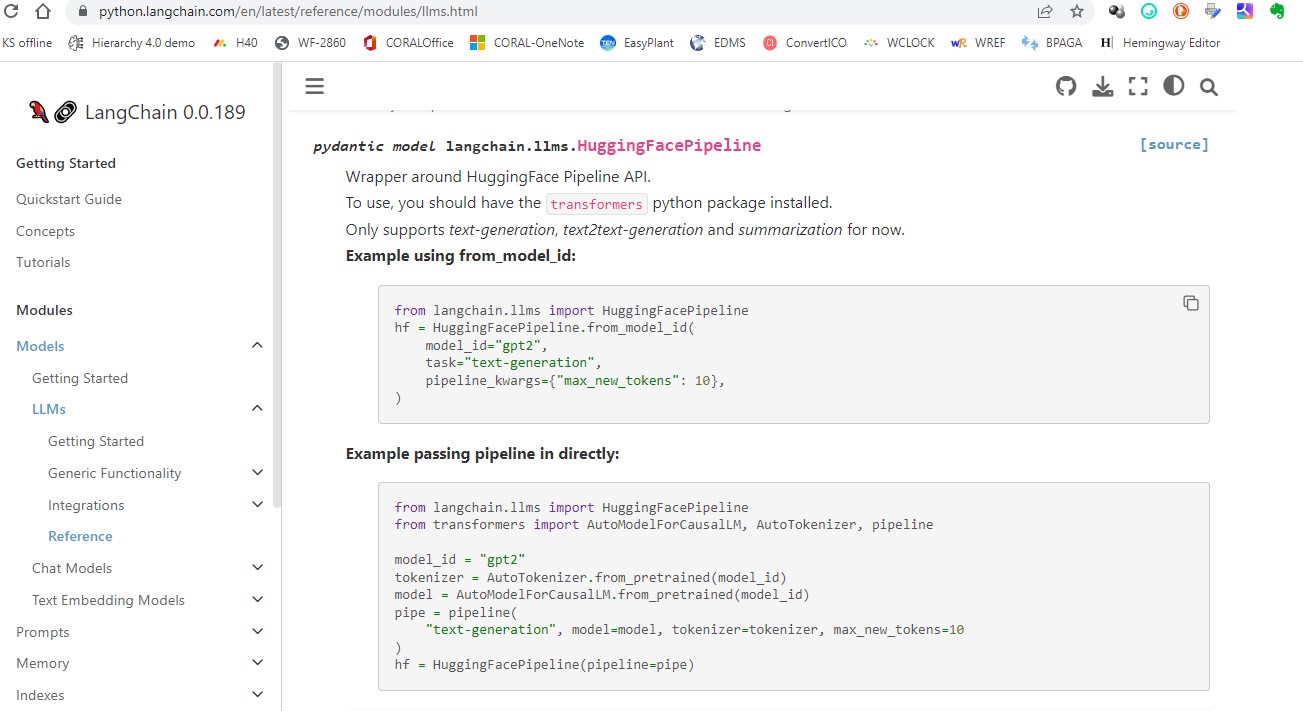 python.langchain.com/en/latest/reference/modules/llms.html
KS offline Hierarchy 4.0 demo H40 WF-2860 CORALOffice CORAL-OneNote EasyPlant EDMS ConvertICO WCLOCK WREF BPAGA Hemingway Editor
LangChain 0.0.189
Getting Started
Quickstart Guide
Concepts
Tutorials
Modules
Models
Getting Started
LLMs
Getting Started
Generic Functionality
Integrations
Reference
Chat Models
Text Embedding Models
Prompts
Memory
Indexes
pydantic model langchain.llms.HuggingFacePipeline [source]
Wrapper around HuggingFace Pipeline API.
To use, you should have the transformers python package installed.
Only supports text-generation, text2text-generation and summarization for now.
Example using from_model_id:
from langchain.llms import HuggingFacePipeline
hf = HuggingFacePipeline.from_model_id(
    model_id="gpt2",
    task="text-generation",
    pipeline_kwargs={"max_new_tokens": 10},
)
Example passing pipeline in directly:
from langchain.llms import HuggingFacePipeline
from transformers import AutoModelForCausalLM, AutoTokenizer, pipeline
model_id = "gpt2"
tokenizer = AutoTokenizer.from_pretrained(model_id)
model = AutoModelForCausalLM.from_pretrained(model_id)
pipe = pipeline(
    "text-generation", model=model, tokenizer=tokenizer, max_new_tokens=10
)
hf = HuggingFacePipeline(pipeline=pipe)